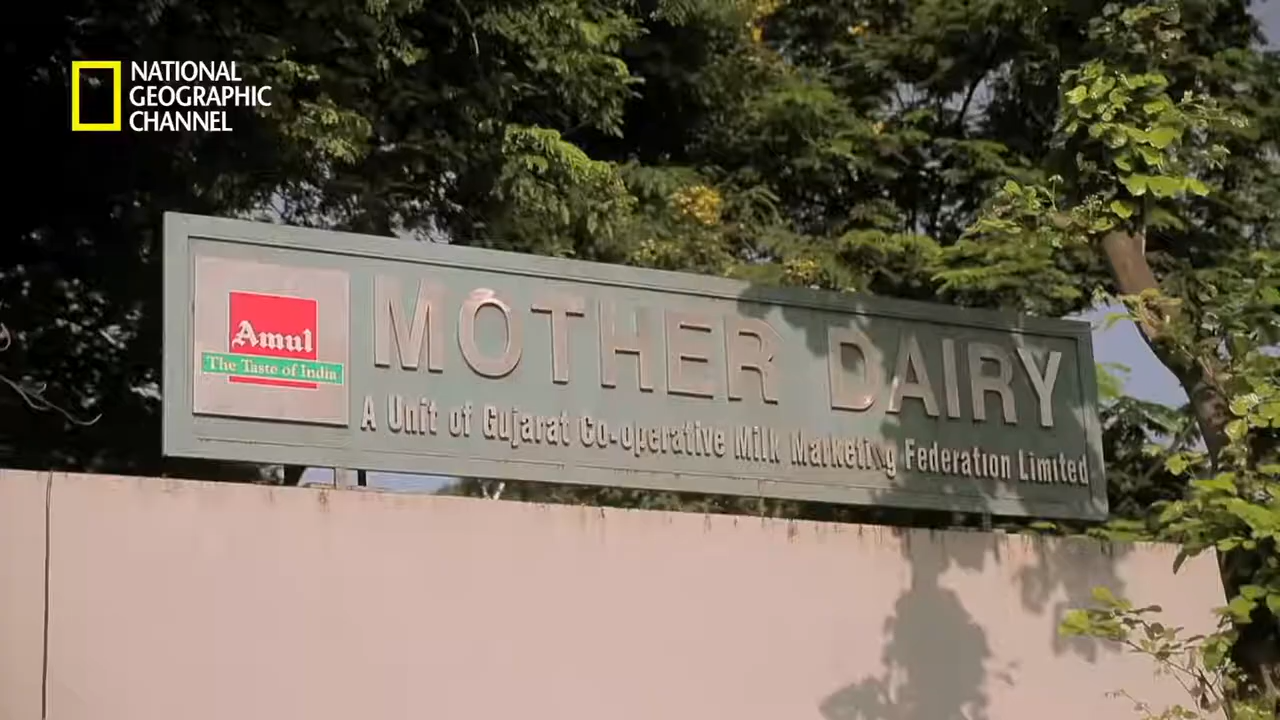 NATIONAL
GEOGRAPHIC
CHANNEL
Amul
The Taste of India
MOTHER DAIRY
A Unit of Gujarat Co-operative Milk Marketing Federation Limited